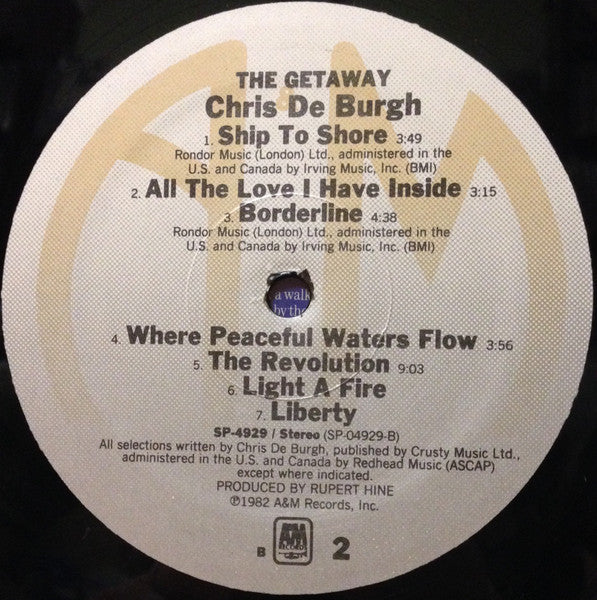 THE GETAWAY
Chris De Burgh
1. Ship To Shore 3:49
Rondor Music (London) Ltd., administered in the
U.S. and Canada by Irving Music, Inc. (BMI)
2. All The Love I Have Inside 3:15
3. Borderline 4:38
Rondor Music (London) Ltd., administered in the
U.S. and Canada by Irving Music, Inc. (BMI)
a walk
by the
4. Where Peaceful Waters Flow 3:56
5. The Revolution 9:03
6. Light A Fire
7. Liberty
SP-4929 / Stereo (SP-04929-B)
All selections written by Chris De Burgh, published by Crusty Music Ltd.,
administered in the U.S. and Canada by Redhead Music (ASCAP)
except where indicated.
PRODUCED BY RUPERT HINE
℗1982 A&M Records, Inc.
B A&M RECORDS 2